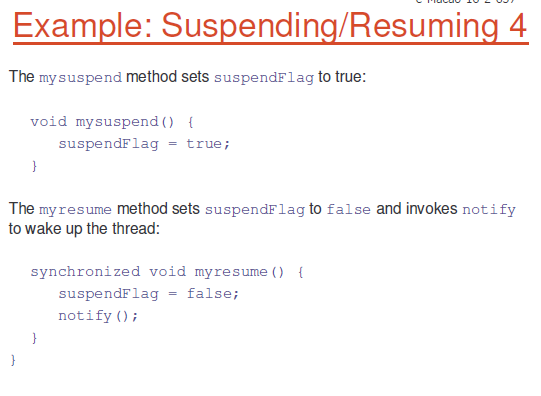 Example: Suspending/Resuming 4
The mysuspend method sets suspendFlag to true:
void mysuspend() {
suspendFlag = true;
}
The myresume method sets suspendFlag to false and invokes notify
to wake up the thread:
synchronized void myresume() {
suspendFlag = false;
notify();
}
}